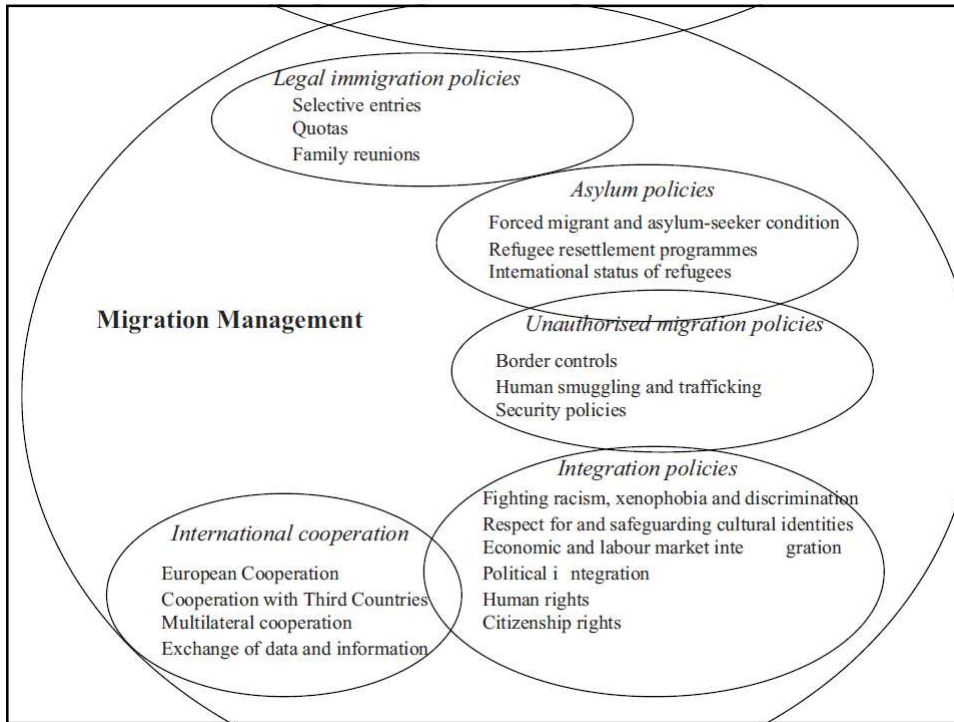 Legal immigration policies
Selective entries
Quotas
Family reunions
Asylum policies
Forced migrant and asylum-seeker condition
Refugee resettlement programmes
International status of refugees
Migration Management
Unauthorised migration policies
Border controls
Human smuggling and trafficking
Security policies
Integration policies
Fighting racism, xenophobia and discrimination
Respect for and safeguarding cultural identities
Economic and labour market inte gration
Political i ntegration
Human rights
Citizenship rights
International cooperation
European Cooperation
Cooperation with Third Countries
Multilateral cooperation
Exchange of data and information